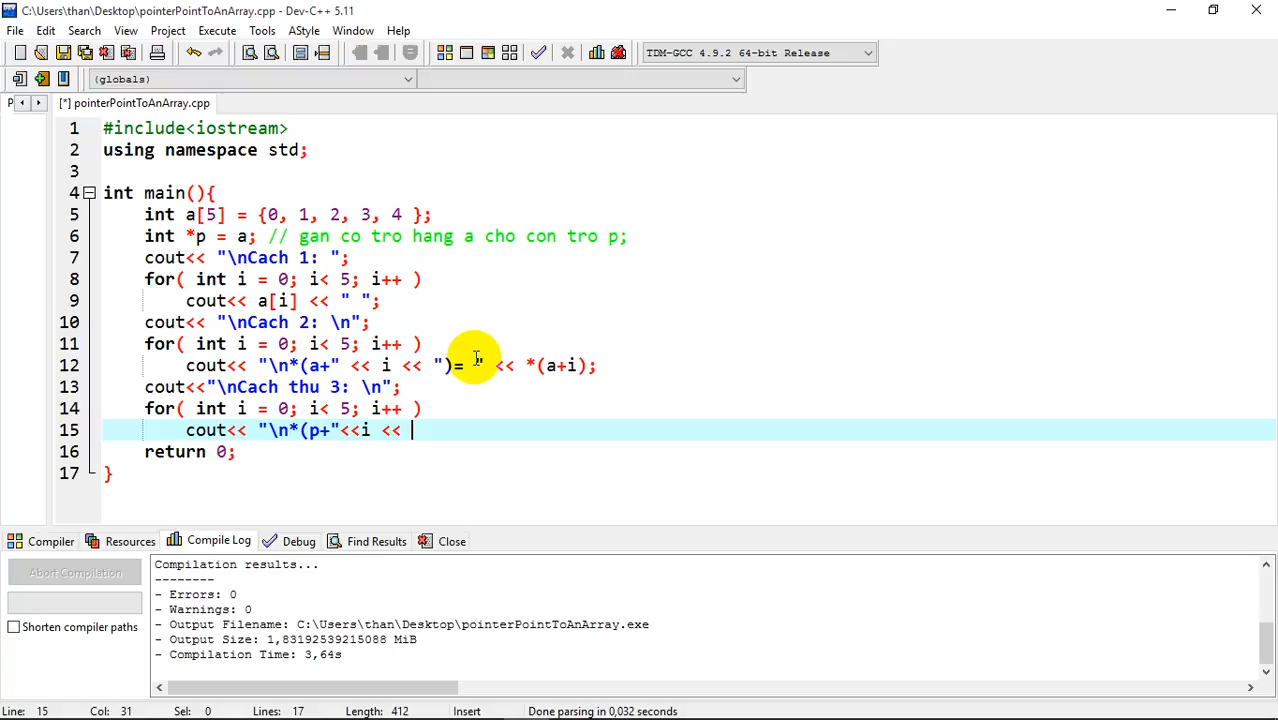 C:\Users\than\Desktop\pointerPointToAnArray.cpp - Dev-C++ 5.11
File Edit Search View Project Execute Tools AStyle Window Help
TDM-GCC 4.9.2 64-bit Release
(globals)
P [*] pointerPointToAnArray.cpp
1 #include<iostream>
2 using namespace std;
3
4 int main(){
5 int a[5] = {0, 1, 2, 3, 4 };
6 int *p = a; // gan co tro hang a cho con tro p;
7 cout<< "\nCach 1: ";
8 for( int i = 0; i< 5; i++ )
9 cout<< a[i] << " ";
10 cout<< "\nCach 2: \n";
11 for( int i = 0; i< 5; i++ )
12 cout<< "\n*(a+" << i << ")= " << *(a+i);
13 cout<<"\nCach thu 3: \n";
14 for( int i = 0; i< 5; i++ )
15 cout<< "\n*(p+"<<i <<
16 return 0;
17 }
Compiler Resources Compile Log Debug Find Results Close
Abort Compilation
Shorten compiler paths
Compilation results...
--------
- Errors: 0
- Warnings: 0
- Output Filename: C:\Users\than\Desktop\pointerPointToAnArray.exe
- Output Size: 1,83192539215088 MiB
- Compilation Time: 3,64s
Line: 15 Col: 31 Sel: 0 Lines: 17 Length: 412 Insert Done parsing in 0,032 seconds